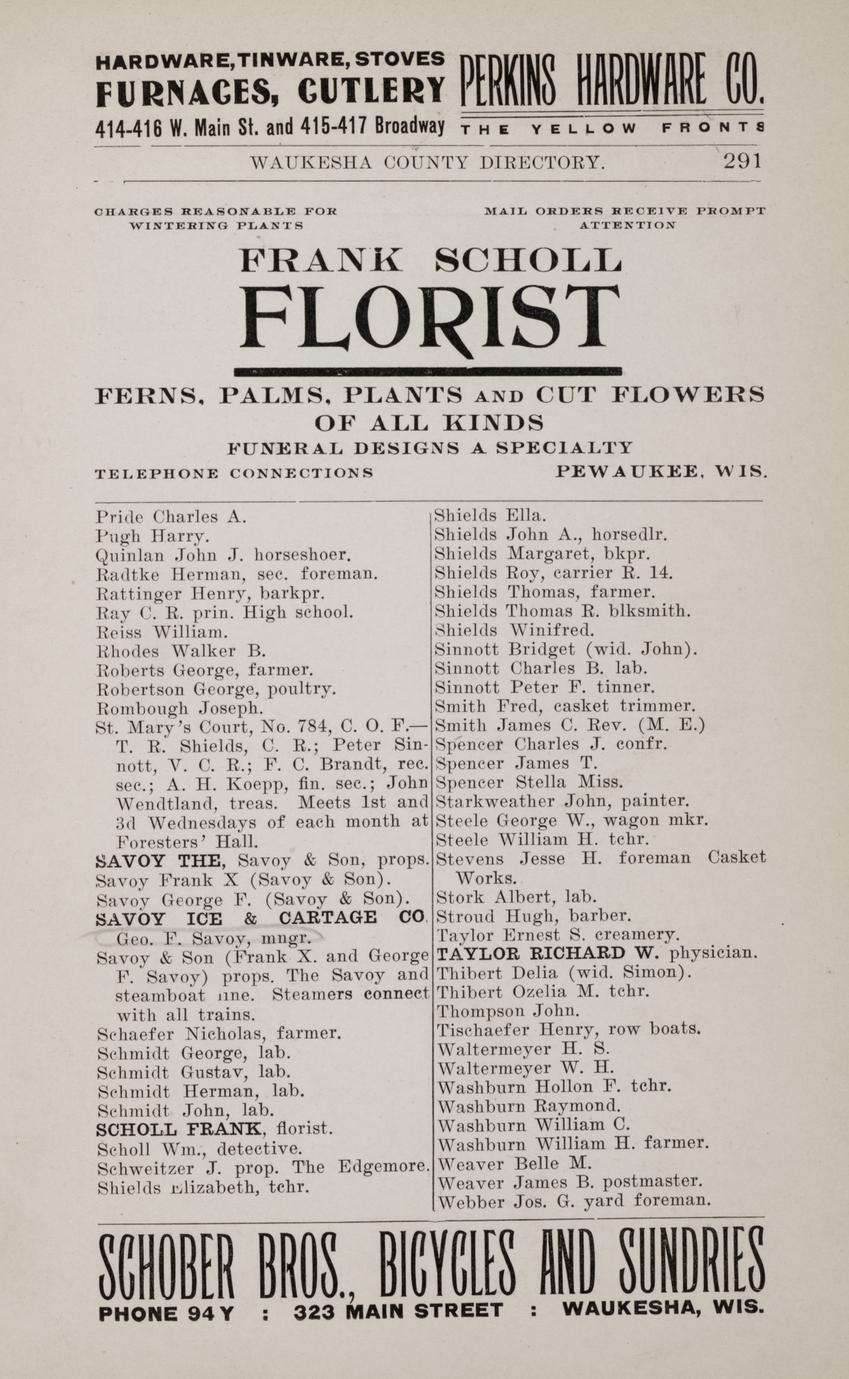 HARDWARE, TINWARE, STOVES
FURNACES, CUTLERY
414-416 W. Main St. and 415-417 Broadway
PERKINS HARDWARE CO.
THE YELLOW FRONTS
WAUKESHA COUNTY DIRECTORY. 291
CHARGES REASONABLE FOR
WINTERING PLANTS
MAIL ORDERS RECEIVE PROMPT
ATTENTION
FRANK SCHOLL
FLORIST
FERNS, PALMS, PLANTS AND CUT FLOWERS
OF ALL KINDS
FUNERAL DESIGNS A SPECIALTY
TELEPHONE CONNECTIONS PEWAUKEE, WIS.
Pride Charles A.
Pugh Harry.
Quinlan John J. horseshoer.
Radtke Herman, sec. foreman.
Rattinger Henry, barkpr.
Ray C. R. prin. High school.
Reiss William.
Rhodes Walker B.
Roberts George, farmer.
Robertson George, poultry.
Rombough Joseph.
St. Mary's Court, No. 784, C. O. F.—
T. R. Shields, C. R.; Peter Sin-
nott, V. C. R.; F. C. Brandt, rec.
sec.; A. H. Koepp, fin. sec.; John
Wendtland, treas. Meets 1st and
3d Wednesdays of each month at
Foresters' Hall.
SAVOY THE, Savoy & Son, props.
Savoy Frank X (Savoy & Son).
Savoy George F. (Savoy & Son).
SAVOY ICE & CARTAGE CO.
Geo. F. Savoy, mngr.
Savoy & Son (Frank X. and George
F. Savoy) props. The Savoy and
steamboat line. Steamers connect
with all trains.
Schaefer Nicholas, farmer.
Schmidt George, lab.
Schmidt Gustav, lab.
Schmidt Herman, lab.
Schmidt John, lab.
SCHOLL FRANK, florist.
Scholl Wm., detective.
Schweitzer J. prop. The Edgemore.
Shields Elizabeth, tchr.
Shields Ella.
Shields John A., horsedlr.
Shields Margaret, bkpr.
Shields Roy, carrier R. 14.
Shields Thomas, farmer.
Shields Thomas R. blksmith.
Shields Winifred.
Sinnott Bridget (wid. John).
Sinnott Charles B. lab.
Sinnott Peter F. tinner.
Smith Fred, casket trimmer.
Smith James C. Rev. (M. E.)
Spencer Charles J. confr.
Spencer James T.
Spencer Stella Miss.
Starkweather John, painter.
Steele George W., wagon mkr.
Steele William H. tchr.
Stevens Jesse H. foreman Casket
Works.
Stork Albert, lab.
Stroud Hugh, barber.
Taylor Ernest S. creamery.
TAYLOR RICHARD W. physician.
Thibert Delia (wid. Simon).
Thibert Ozelia M. tchr.
Thompson John.
Tischaefer Henry, row boats.
Waltermeyer H. S.
Waltermeyer W. H.
Washburn Hollon F. tchr.
Washburn Raymond.
Washburn William C.
Washburn William H. farmer.
Weaver Belle M.
Weaver James B. postmaster.
Webber Jos. G. yard foreman.
SCHOBER BROS., BICYCLES AND SUNDRIES
PHONE 94Y : 323 MAIN STREET : WAUKESHA, WIS.